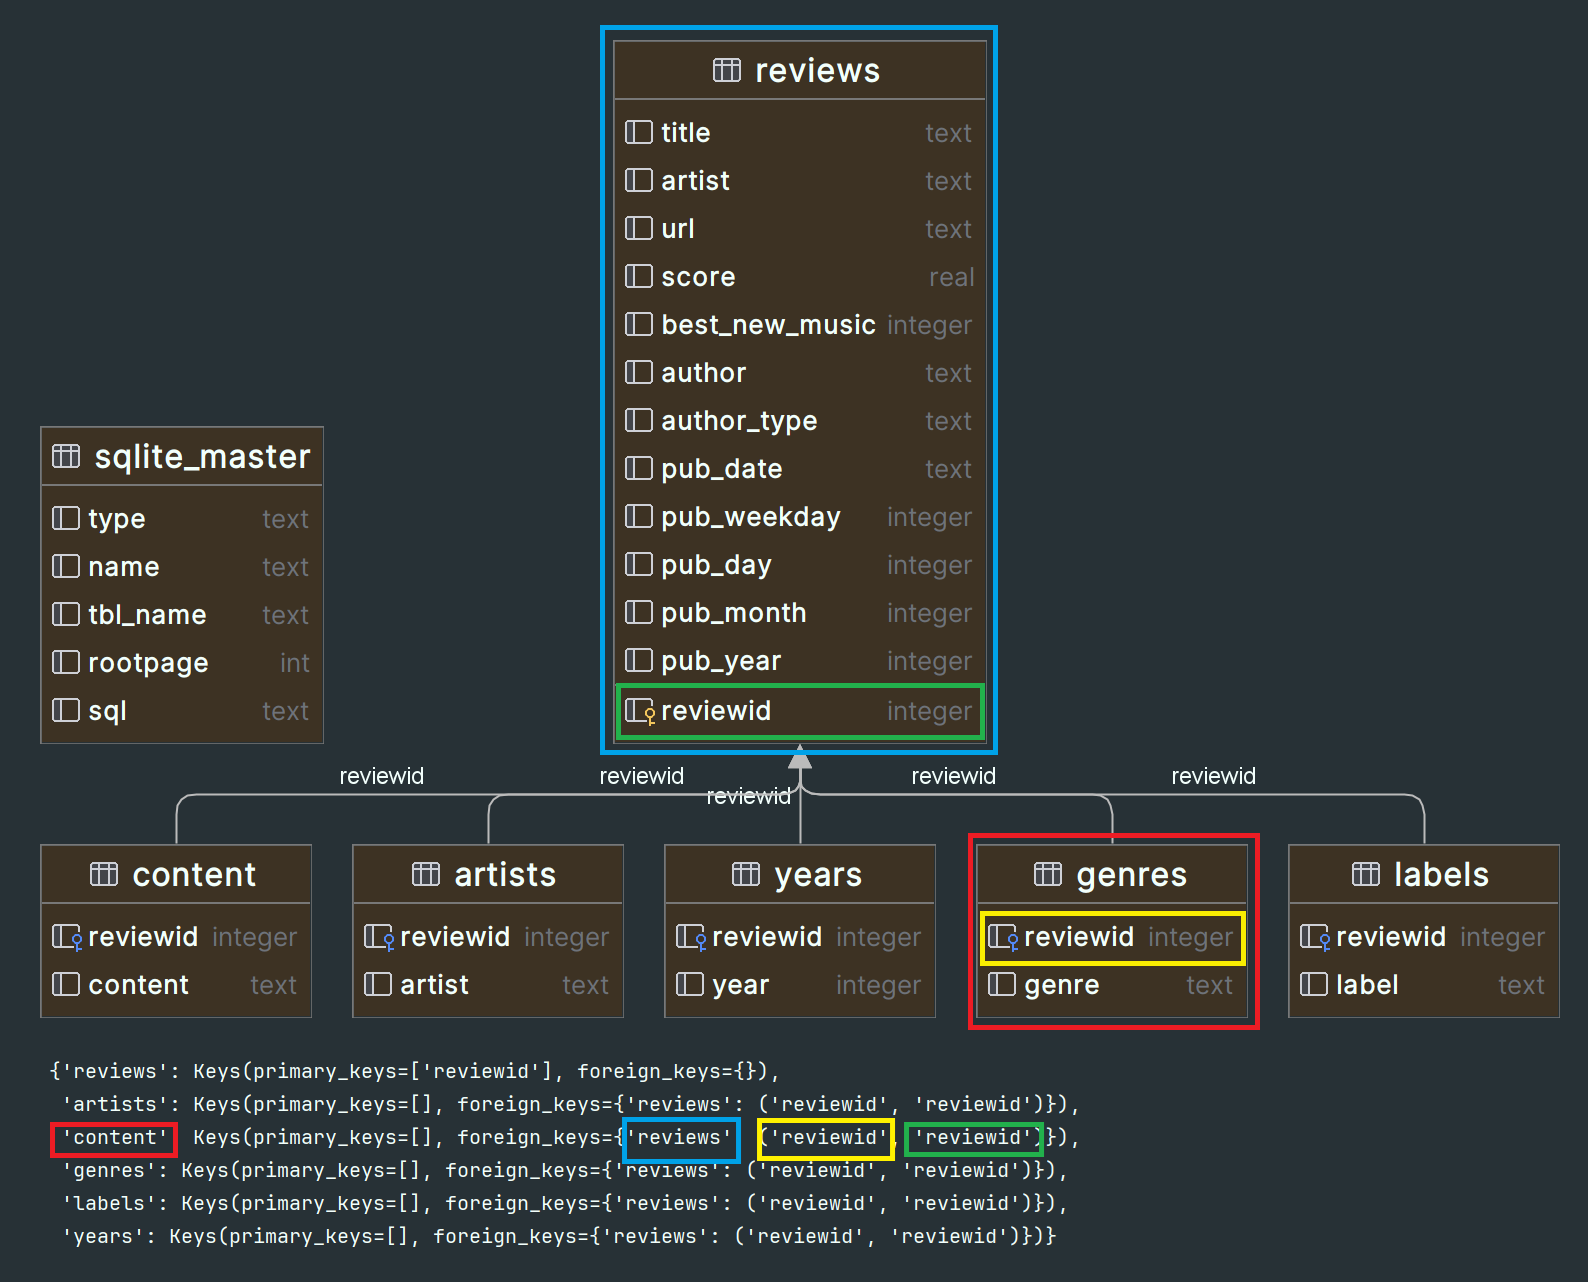 reviews
title text
artist text
url text
score real
best_new_music integer
author text
author_type text
pub_date text
pub_weekday integer
pub_day integer
pub_month integer
pub_year integer
reviewid integer
sqlite_master
type text
name text
tbl_name text
rootpage int
sql text
reviewid reviewid reviewid reviewid
reviewid
content
reviewid integer
content text
artists
reviewid integer
artist text
years
reviewid integer
year integer
genres
reviewid integer
genre text
labels
reviewid integer
label text
{'reviews': Keys(primary_keys=['reviewid'], foreign_keys={}),
'artists': Keys(primary_keys=[], foreign_keys={'reviews': ('reviewid', 'reviewid')}),
'content' Keys(primary_keys=[], foreign_keys={'reviews' ('reviewid', 'reviewid')}),
'genres': Keys(primary_keys=[], foreign_keys={'reviews': ('reviewid', 'reviewid')}),
'labels': Keys(primary_keys=[], foreign_keys={'reviews': ('reviewid', 'reviewid')}),
'years': Keys(primary_keys=[], foreign_keys={'reviews': ('reviewid', 'reviewid')})}